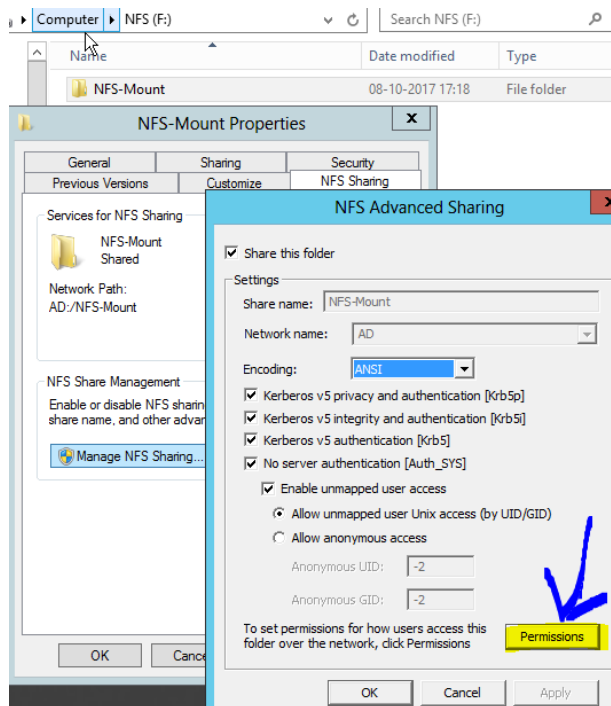 Computer NFS (F:) Search NFS (F:)
Name Date modified Type
NFS-Mount 08-10-2017 17:18 File folder
NFS-Mount Properties x
General Sharing Security
Previous Versions Customize NFS Sharing
Services for NFS Sharing
NFS-Mount
Shared
Network Path:
AD:/NFS-Mount
NFS Share Management
Enable or disable NFS
share name, and other
Manage NFS Sharing...
OK
NFS Advanced Sharing
Share this folder
Settings
Share name: NFS-Mount
Network name: AD
Encoding: ANSI
Kerberos v5 privacy and authentication [Krb5p]
Kerberos v5 integrity and authentication [Krb5i]
Kerberos v5 authentication [Krb5]
No server authentication [Auth_SYS]
Enable unmapped user access
Allow unmapped user Unix access (by UID/GID)
Allow anonymous access
Anonymous UID: -2
Anonymous GID: -2
To set permissions for how users access this
folder over the network, click Permissions
Permissions
OK Cancel Apply